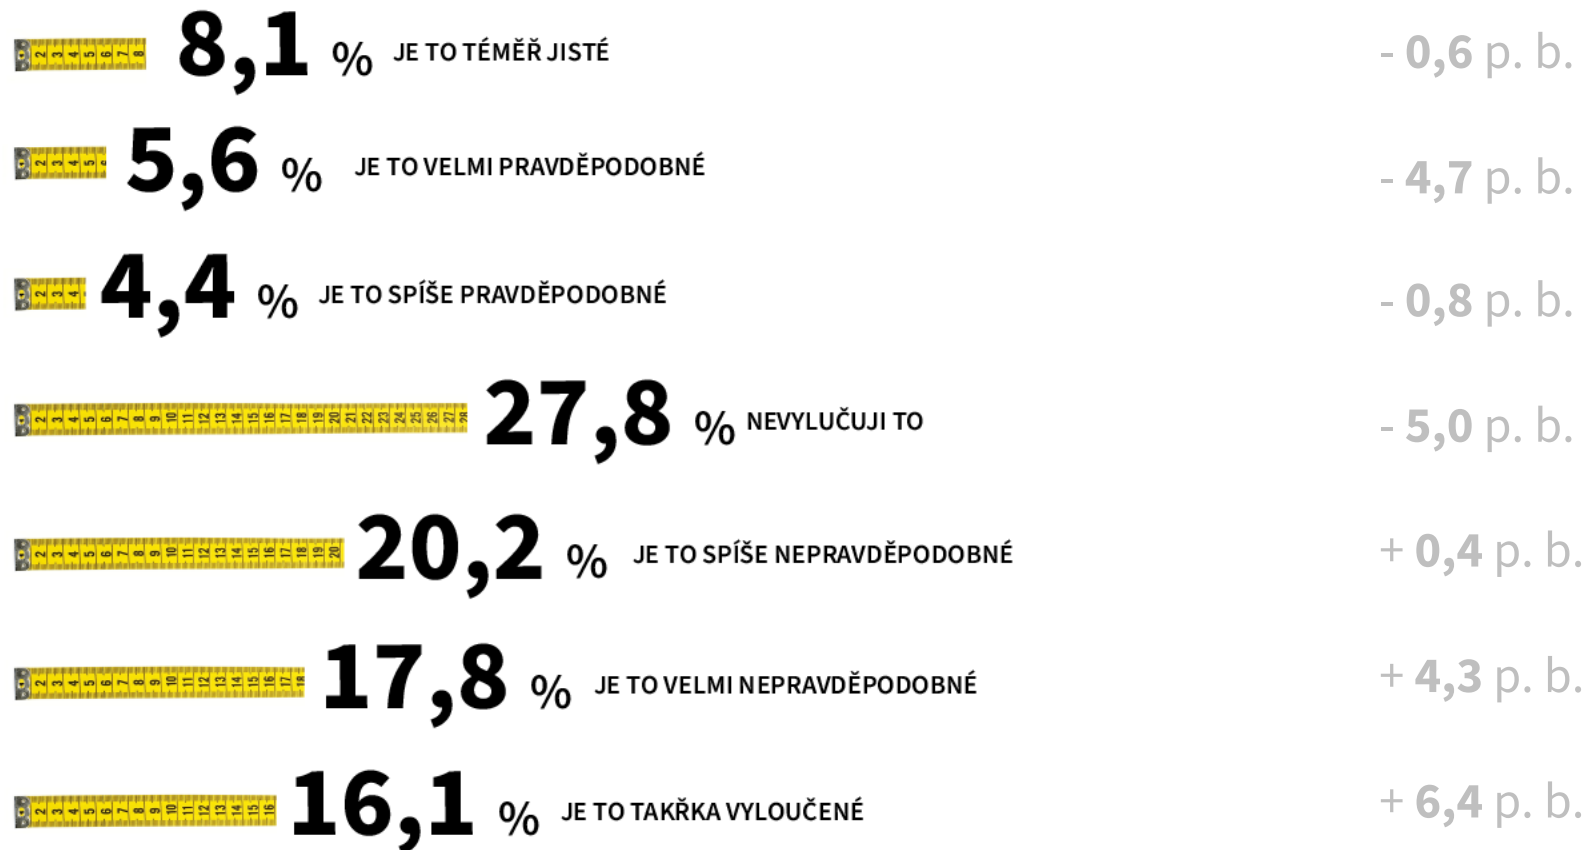 8,1 % JE TO TÉMĚŘ JISTÉ - 0,6 p. b.
5,6 % JE TO VELMI PRAVDĚPODOBNÉ - 4,7 p. b.
4,4 % JE TO SPÍŠE PRAVDĚPODOBNÉ - 0,8 p. b.
27,8 % NEVYLUČUJI TO - 5,0 p. b.
20,2 % JE TO SPÍŠE NEPRAVDĚPODOBNÉ + 0,4 p. b.
17,8 % JE TO VELMI NEPRAVDĚPODOBNÉ + 4,3 p. b.
16,1 % JE TO TAKŘKA VYLOUČENÉ + 6,4 p. b.